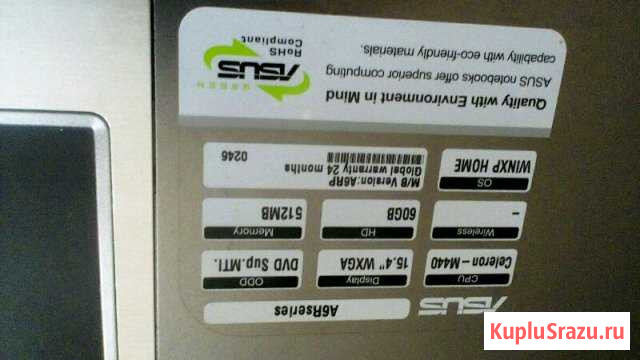 ASUS
A6Rseries
CPU
Celeron – M440
Display
15.4" WXGA
ODD
DVD Sup.MTI.
Wireless
–
HD
60GB
Memory
512MB
OS
WINXP HOME
M/B Version:A6RP
Global warranty 24 months
0246
Quality with Environment in Mind
ASUS notebooks offer superior computing
capability with eco-friendly materials.
GREEN
ASUS
RoHS
Compliant
KupluSrazu.ru